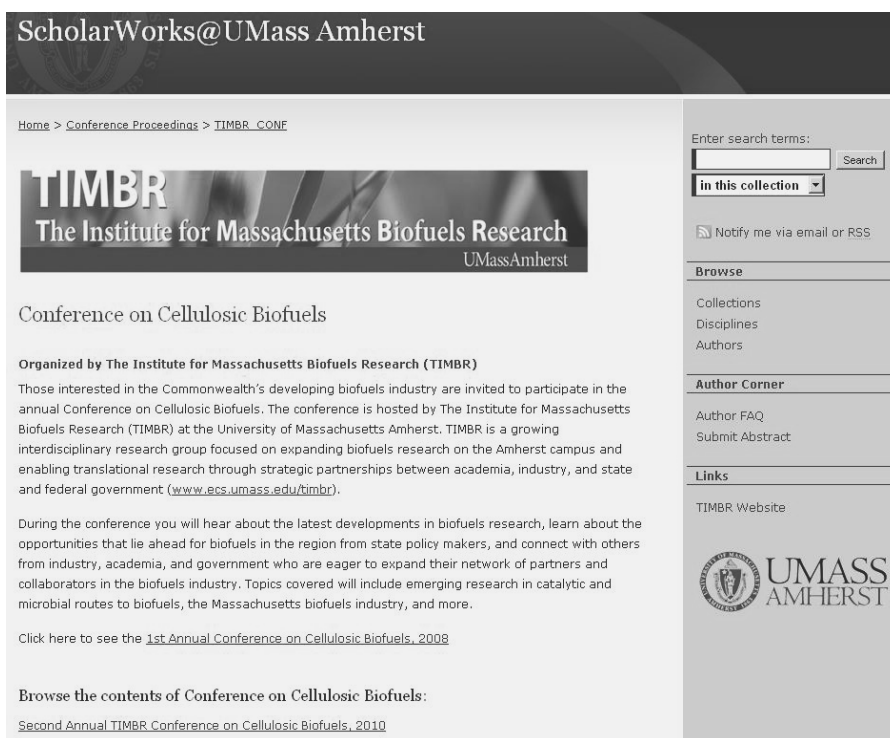 ScholarWorks@UMass Amherst
Home > Conference Proceedings > TIMBR_CONF
TIMBR
The Institute for Massachusetts Biofuels Research
UMassAmherst
Conference on Cellulosic Biofuels
Organized by The Institute for Massachusetts Biofuels Research (TIMBR)
Those interested in the Commonwealth's developing biofuels industry are invited to participate in the
annual Conference on Cellulosic Biofuels. The conference is hosted by The Institute for Massachusetts
Biofuels Research (TIMBR) at the University of Massachusetts Amherst. TIMBR is a growing
interdisciplinary research group focused on expanding biofuels research on the Amherst campus and
enabling translational research through strategic partnerships between academia, industry, and state
and federal government (www.ecs.umass.edu/timbr).
During the conference you will hear about the latest developments in biofuels research, learn about the
opportunities that lie ahead for biofuels in the region from state policy makers, and connect with others
from industry, academia, and government who are eager to expand their network of partners and
collaborators in the biofuels industry. Topics covered will include emerging research in catalytic and
microbial routes to biofuels, the Massachusetts biofuels industry, and more.
Click here to see the 1st Annual Conference on Cellulosic Biofuels, 2008
Browse the contents of Conference on Cellulosic Biofuels:
Second Annual TIMBR Conference on Cellulosic Biofuels, 2010
Enter search terms:
Search
in this collection
Notify me via email or RSS
Browse
Collections
Disciplines
Authors
Author Corner
Author FAQ
Submit Abstract
Links
TIMBR Website
UMASS
AMHERST